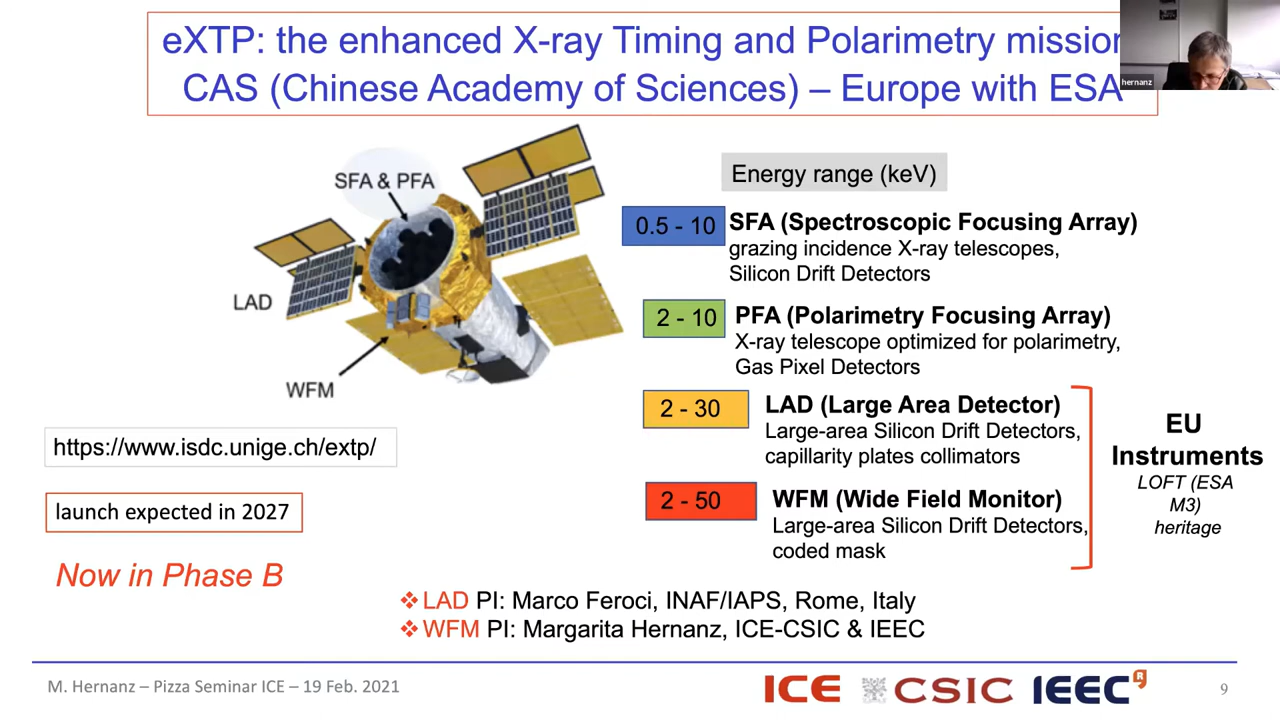 eXTP: the enhanced X-ray Timing and Polarimetry mission
CAS (Chinese Academy of Sciences) – Europe with ESA
hernanz
SFA & PFA
LAD
WFM
Energy range (keV)
0.5 - 10
SFA (Spectroscopic Focusing Array)
grazing incidence X-ray telescopes,
Silicon Drift Detectors
2 - 10
PFA (Polarimetry Focusing Array)
X-ray telescope optimized for polarimetry,
Gas Pixel Detectors
2 - 30
LAD (Large Area Detector)
Large-area Silicon Drift Detectors,
capillarity plates collimators
2 - 50
WFM (Wide Field Monitor)
Large-area Silicon Drift Detectors,
coded mask
EU
Instruments
LOFT (ESA
M3)
heritage
https://www.isdc.unige.ch/extp/
launch expected in 2027
Now in Phase B
❖ LAD PI: Marco Feroci, INAF/IAPS, Rome, Italy
❖ WFM PI: Margarita Hernanz, ICE-CSIC & IEEC
M. Hernanz – Pizza Seminar ICE – 19 Feb. 2021
ICE CSIC IEEC R
9